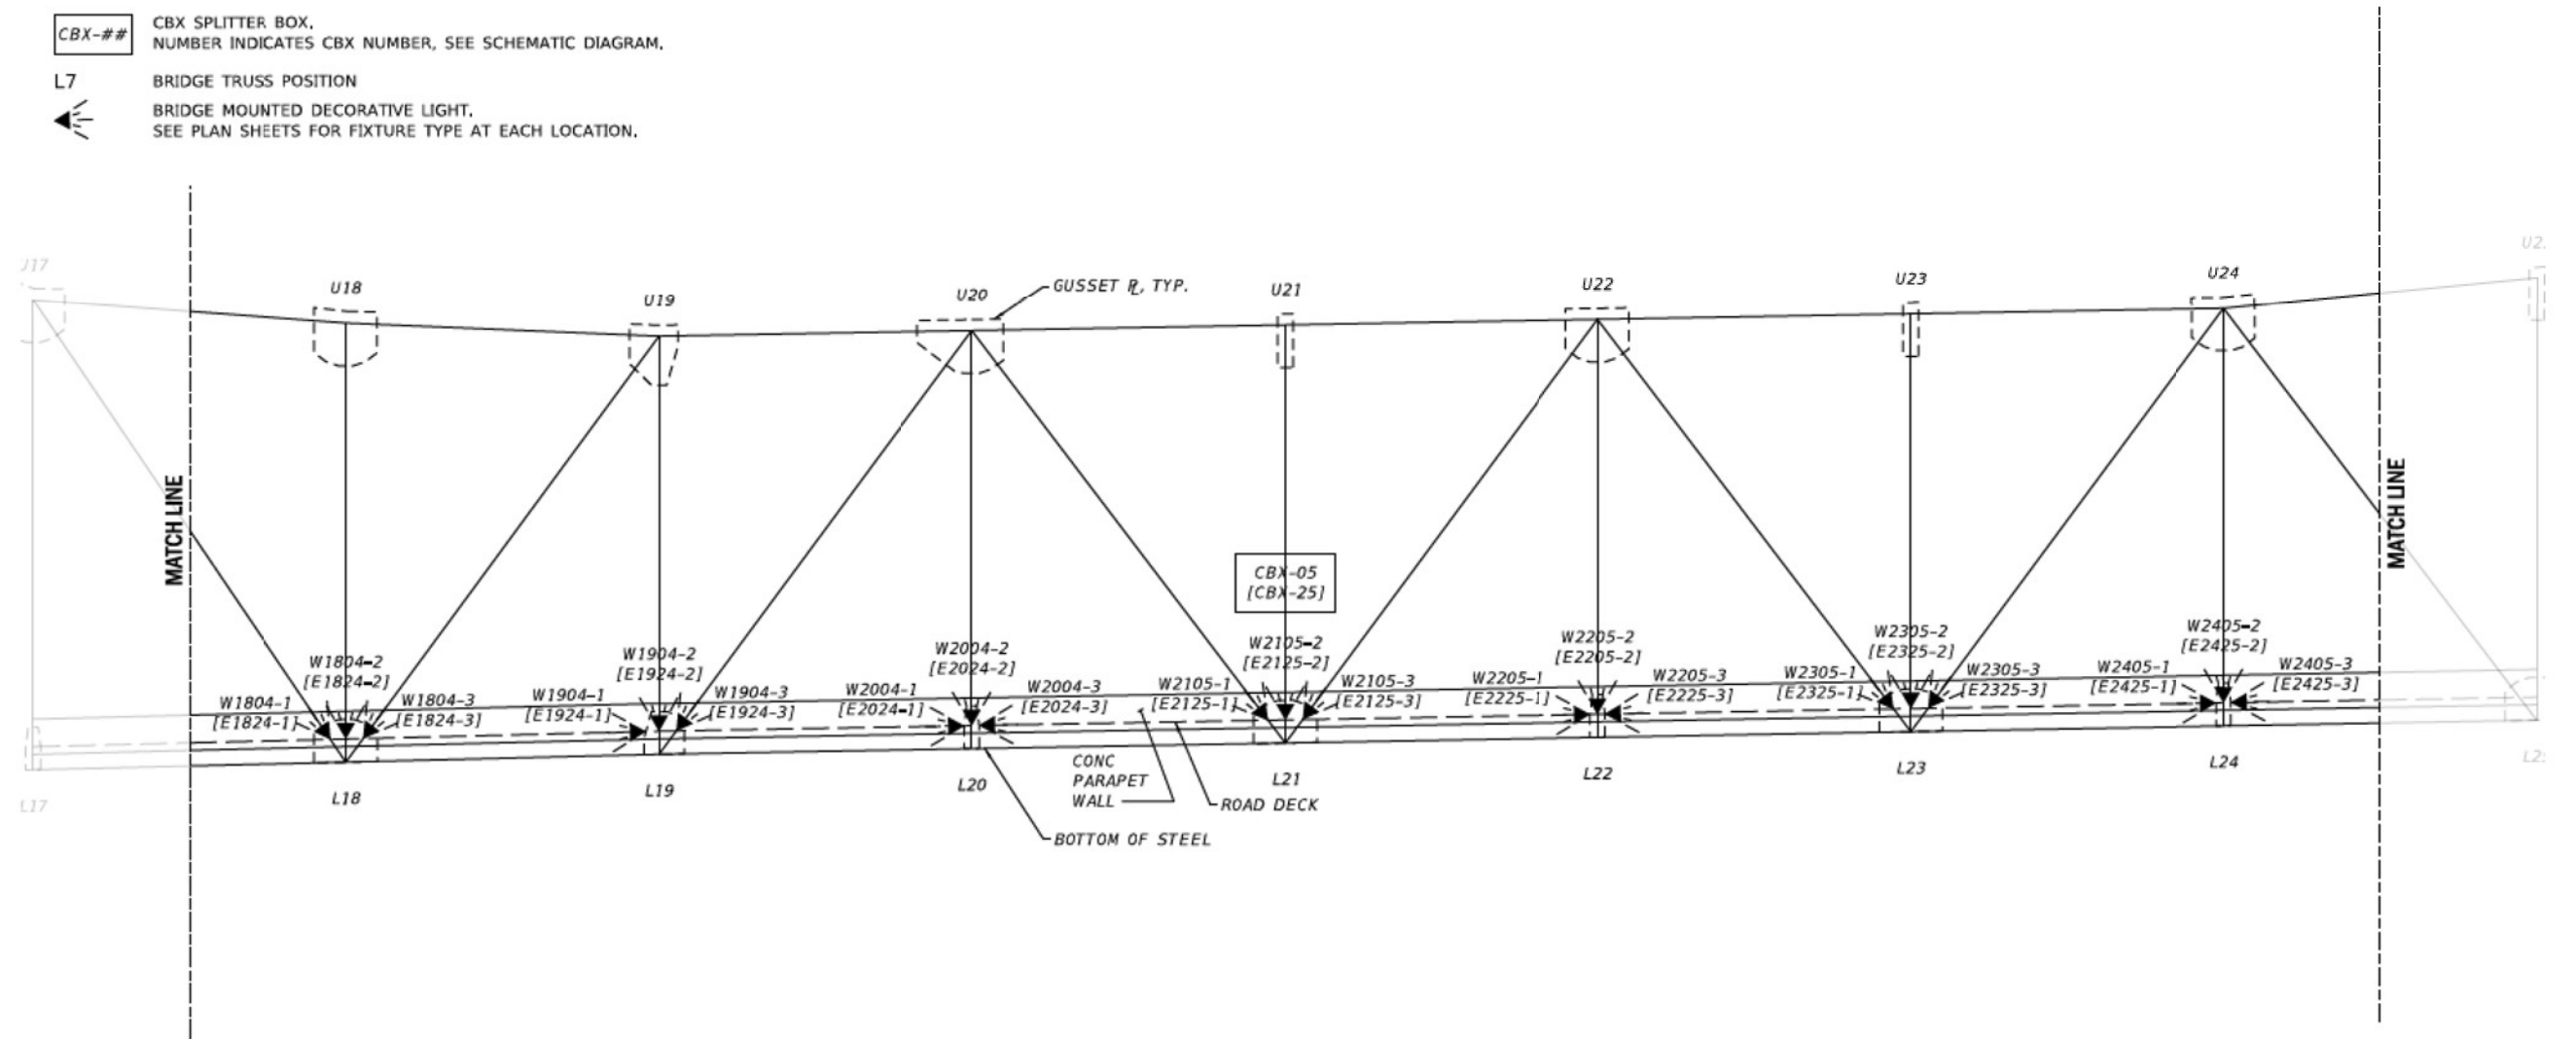 CBX-##
CBX SPLITTER BOX.
NUMBER INDICATES CBX NUMBER, SEE SCHEMATIC DIAGRAM.
L7
BRIDGE TRUSS POSITION
BRIDGE MOUNTED DECORATIVE LIGHT.
SEE PLAN SHEETS FOR FIXTURE TYPE AT EACH LOCATION.
U17
U18
U19
U20
GUSSET PL, TYP.
U21
U22
U23
U24
MATCH LINE
MATCH LINE
CBX-05
[CBX-25]
W1804-1
[E1824-1]
W1804-2
[E1824-2]
W1804-3
[E1824-3]
W1904-1
[E1924-1]
W1904-2
[E1924-2]
W1904-3
[E1924-3]
W2004-1
[E2024-1]
W2004-2
[E2024-2]
W2004-3
[E2024-3]
W2105-1
[E2125-1]
W2105-2
[E2125-2]
W2105-3
[E2125-3]
W2205-1
[E2225-1]
W2205-2
[E2205-2]
W2205-3
[E2225-3]
W2305-1
[E2325-1]
W2305-2
[E2325-2]
W2305-3
[E2325-3]
W2405-1
[E2425-1]
W2405-2
[E2425-2]
W2405-3
[E2425-3]
L17
L18
L19
L20
CONC
PARAPET
WALL
ROAD DECK
BOTTOM OF STEEL
L21
L22
L23
L24